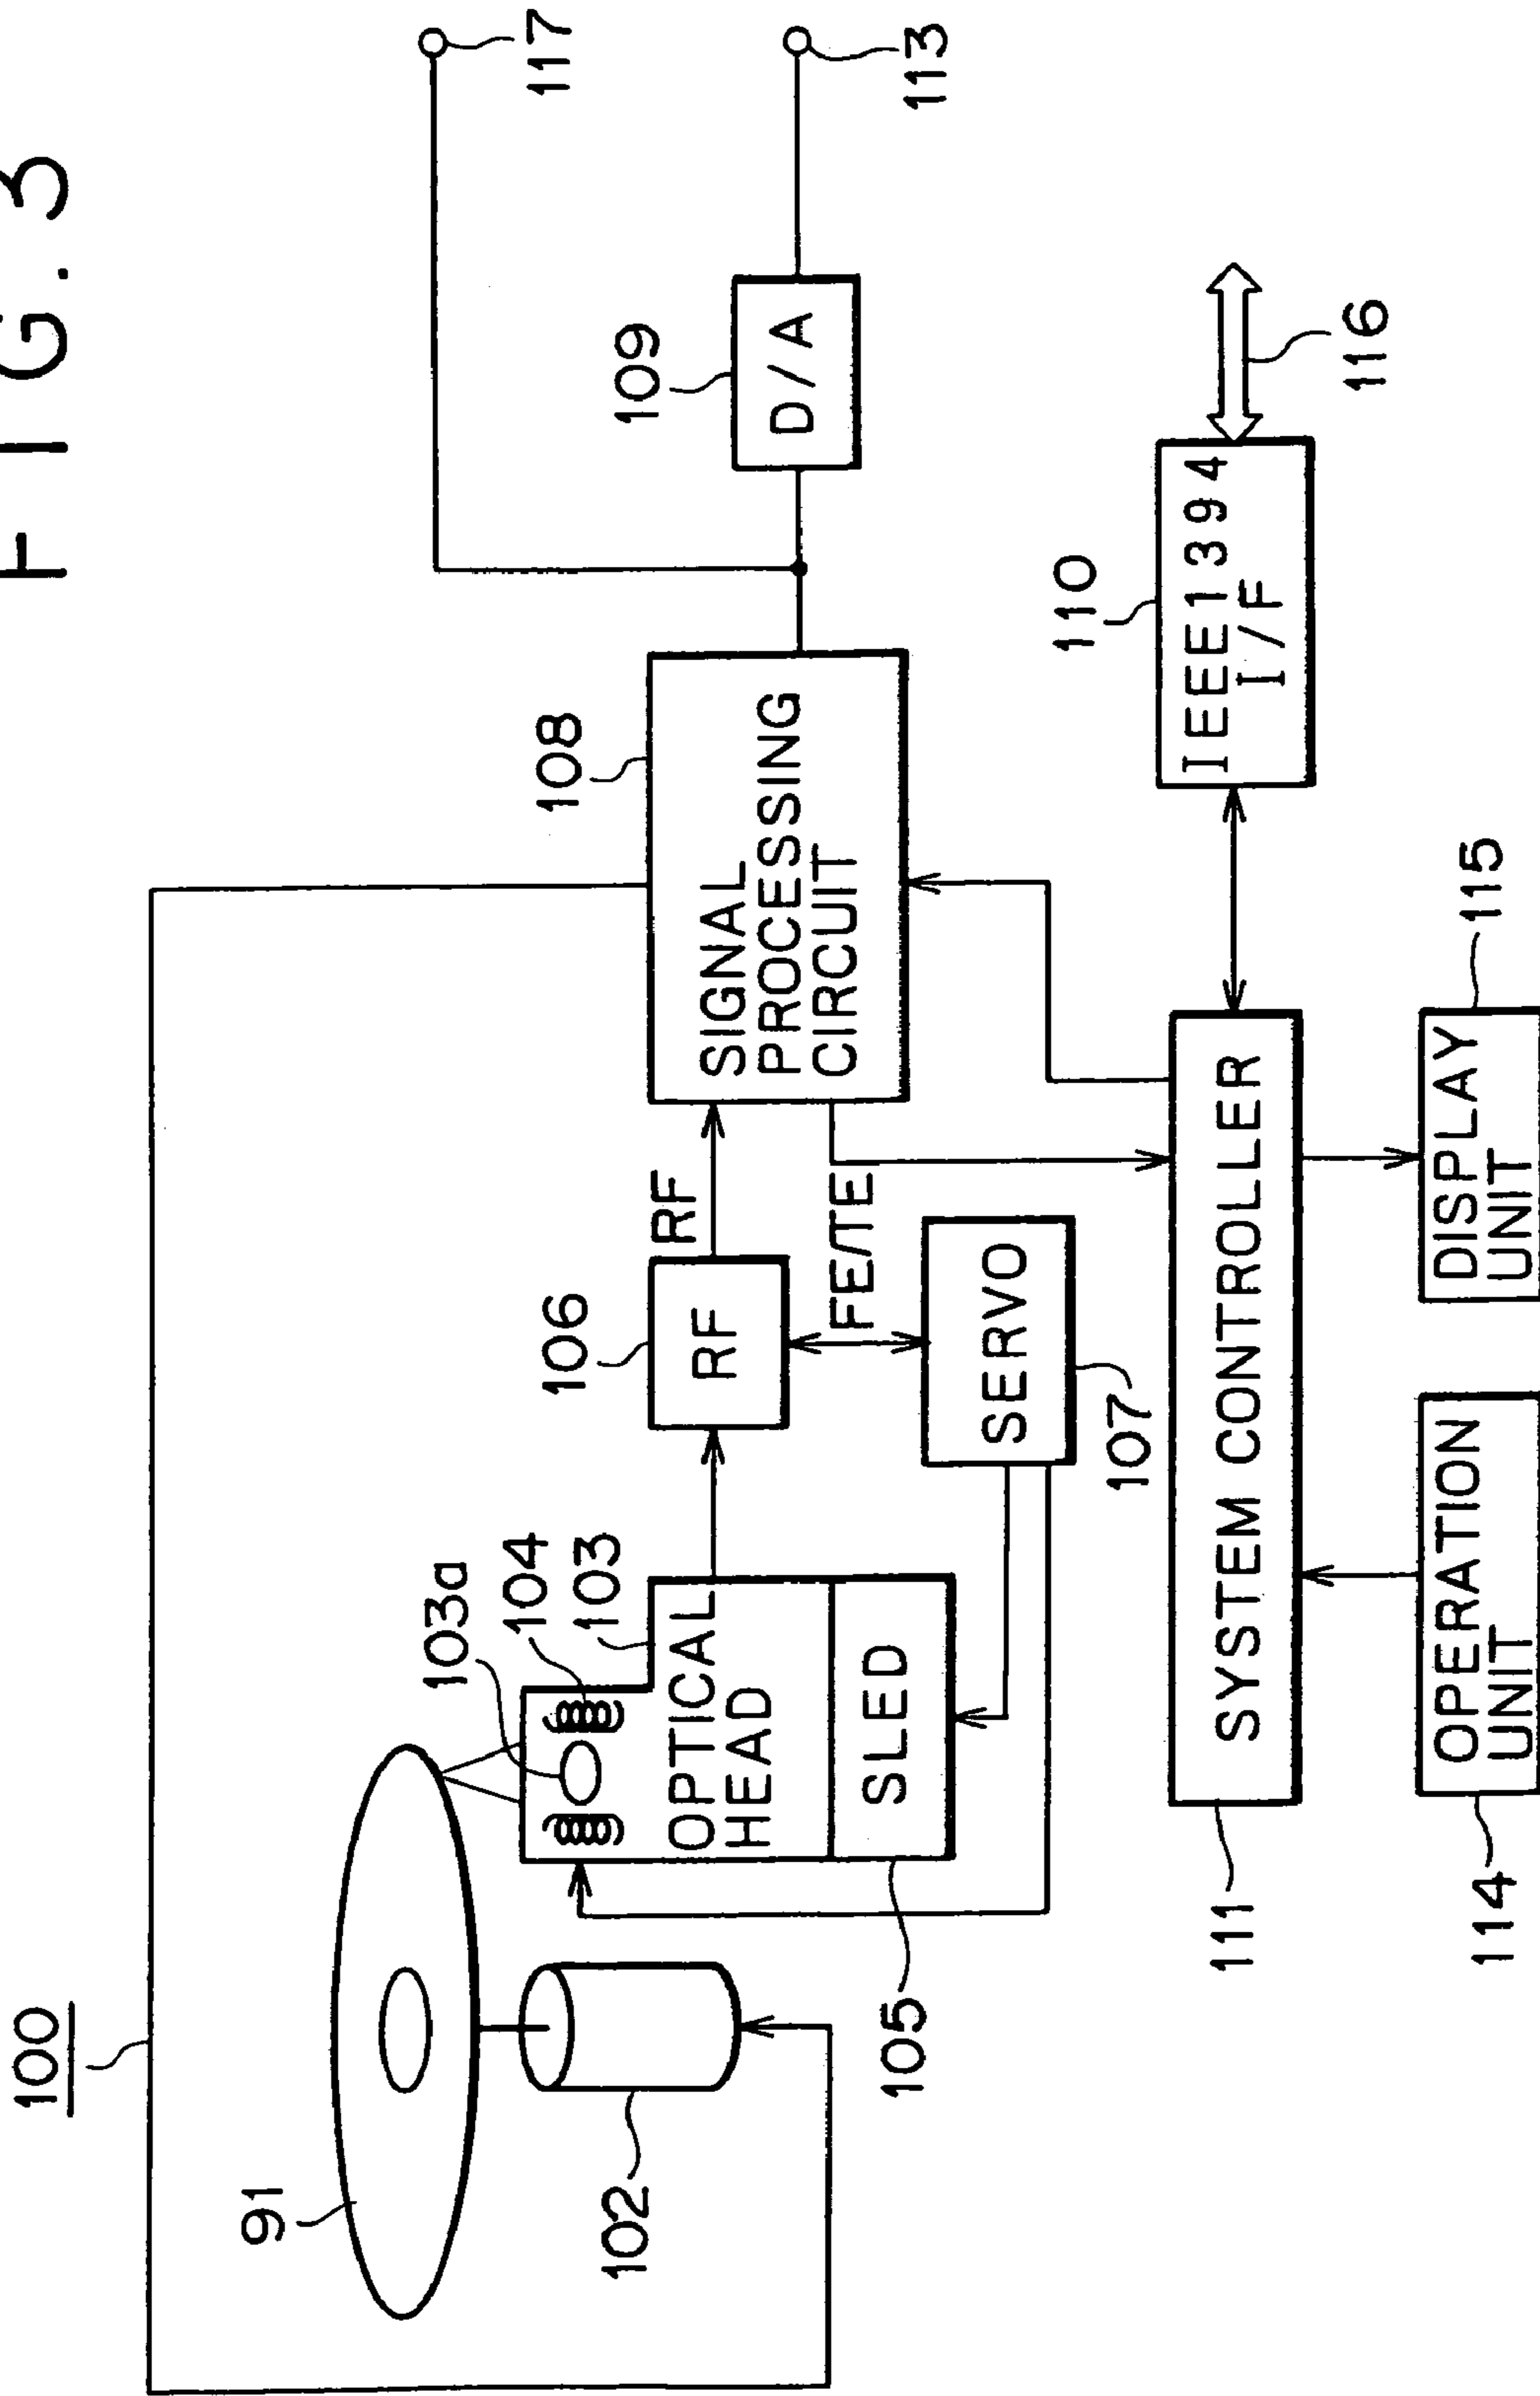 FIG.3
100
91
102
103a
104
103
OPTICAL
HEAD
SLED
105
106
RF
RF
FE/TE
SERVO
107
108
SIGNAL
PROCESSING
CIRCUIT
109
D/A
117
113
110
IEEE1394
I/F
116
SYSTEM CONTROLLER
111
OPERATION
UNIT
114
DISPLAY
UNIT
115